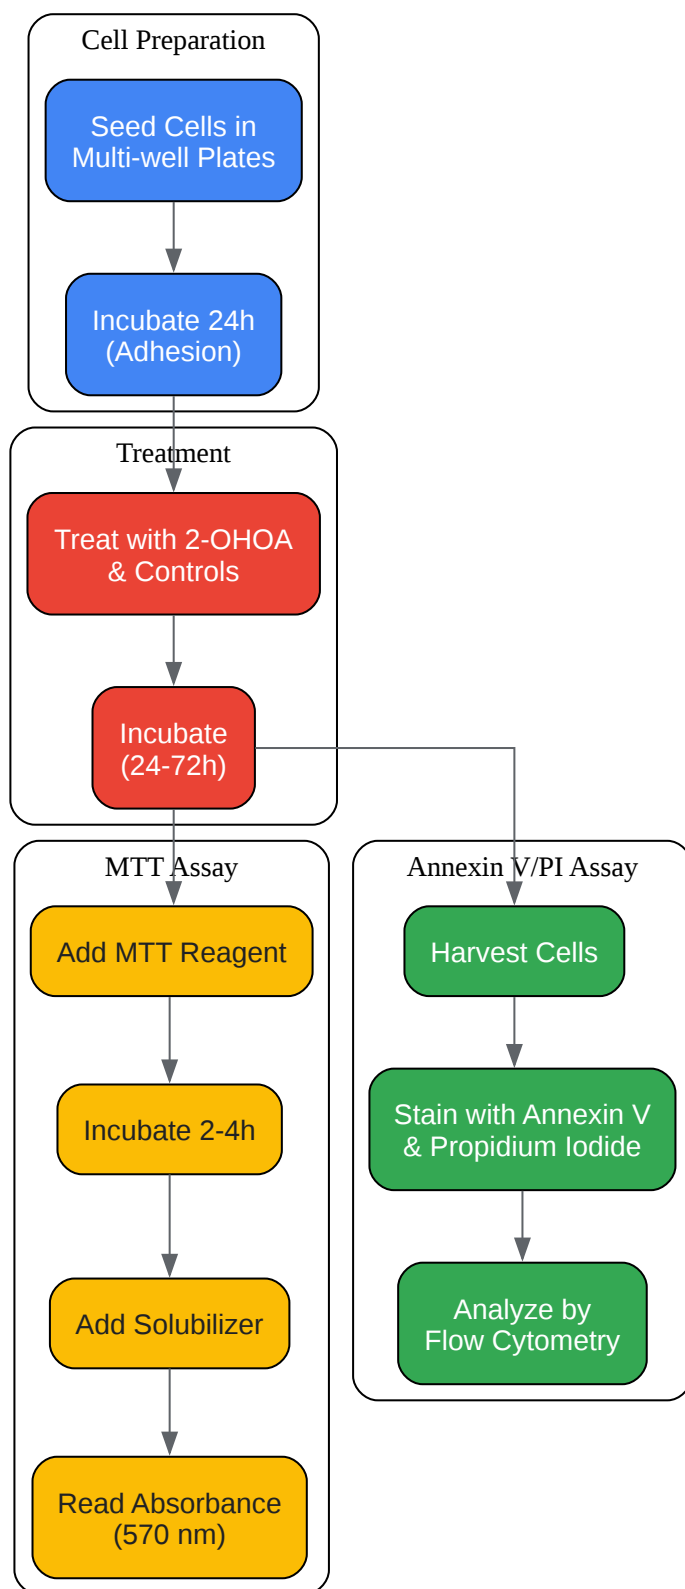 Cell Preparation
Seed Cells in
Multi-well Plates
Incubate 24h
(Adhesion)
Treatment
Treat with 2-OHOA
& Controls
Incubate
(24-72h)
MTT Assay
Add MTT Reagent
Incubate 2-4h
Add Solubilizer
Read Absorbance
(570 nm)
Annexin V/PI Assay
Harvest Cells
Stain with Annexin V
& Propidium Iodide
Analyze by
Flow Cytometry